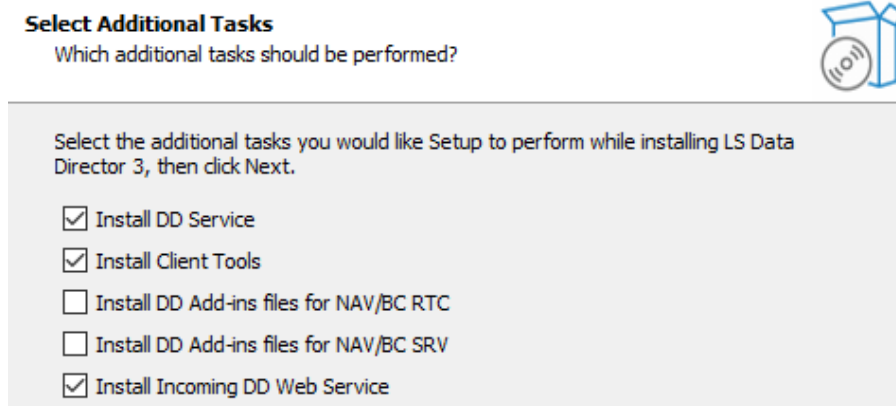 Select Additional Tasks
Which additional tasks should be performed?
Select the additional tasks you would like Setup to perform while installing LS Data
Director 3, then click Next.
Install DD Service
Install Client Tools
Install DD Add-ins files for NAV/BC RTC
Install DD Add-ins files for NAV/BC SRV
Install Incoming DD Web Service